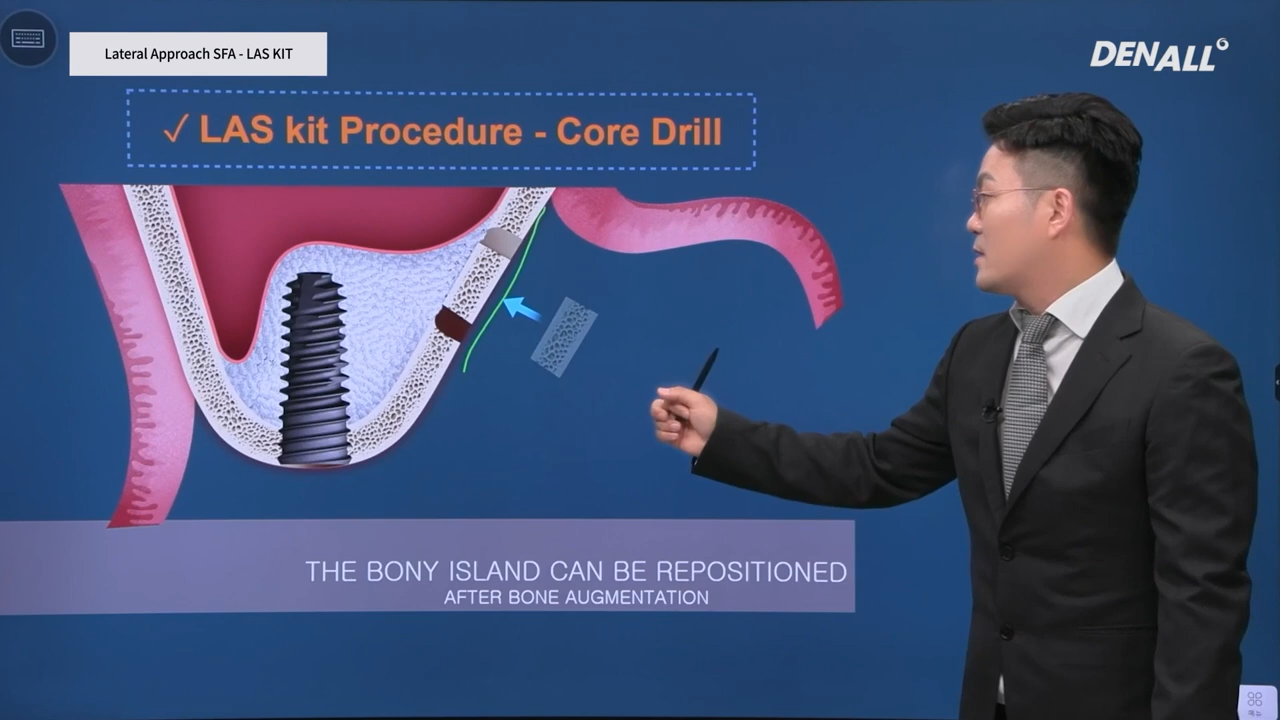 Lateral Approach SFA - LAS KIT
DENALL
✓ LAS kit Procedure - Core Drill
THE BONY ISLAND CAN BE REPOSITIONED
AFTER BONE AUGMENTATION